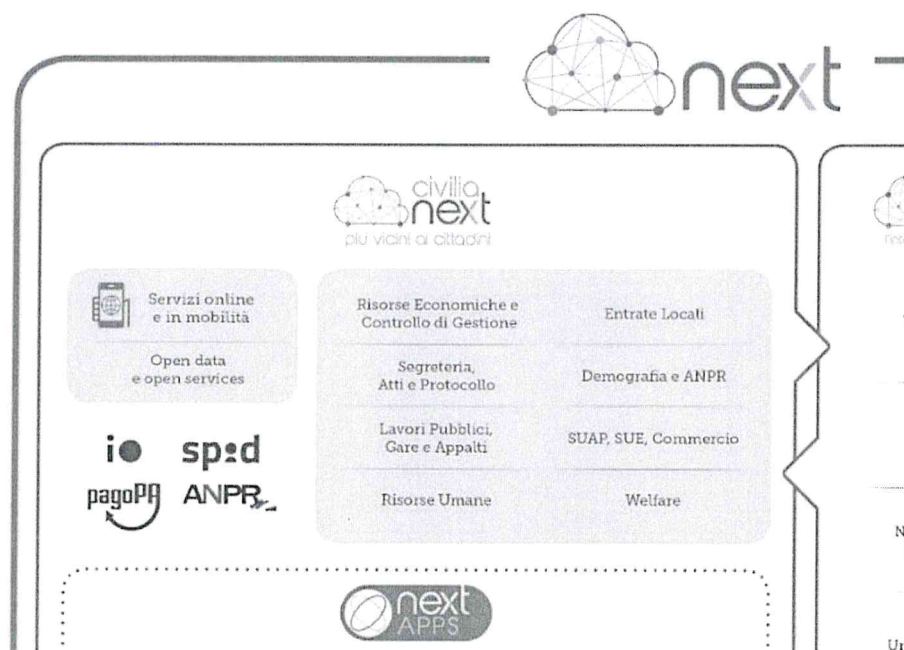 next
civilia
next
più vicini ai cittadini
Servizi online
e in mobilità
Open data
e open services
io
spid
pagoPA
ANPR
Risorse Economiche e
Controllo di Gestione
Entrate Locali
Segreteria,
Atti e Protocollo
Demografia e ANPR
Lavori Pubblici,
Gare e Appalti
SUAP, SUE, Commercio
Risorse Umane
Welfare
next
APPS